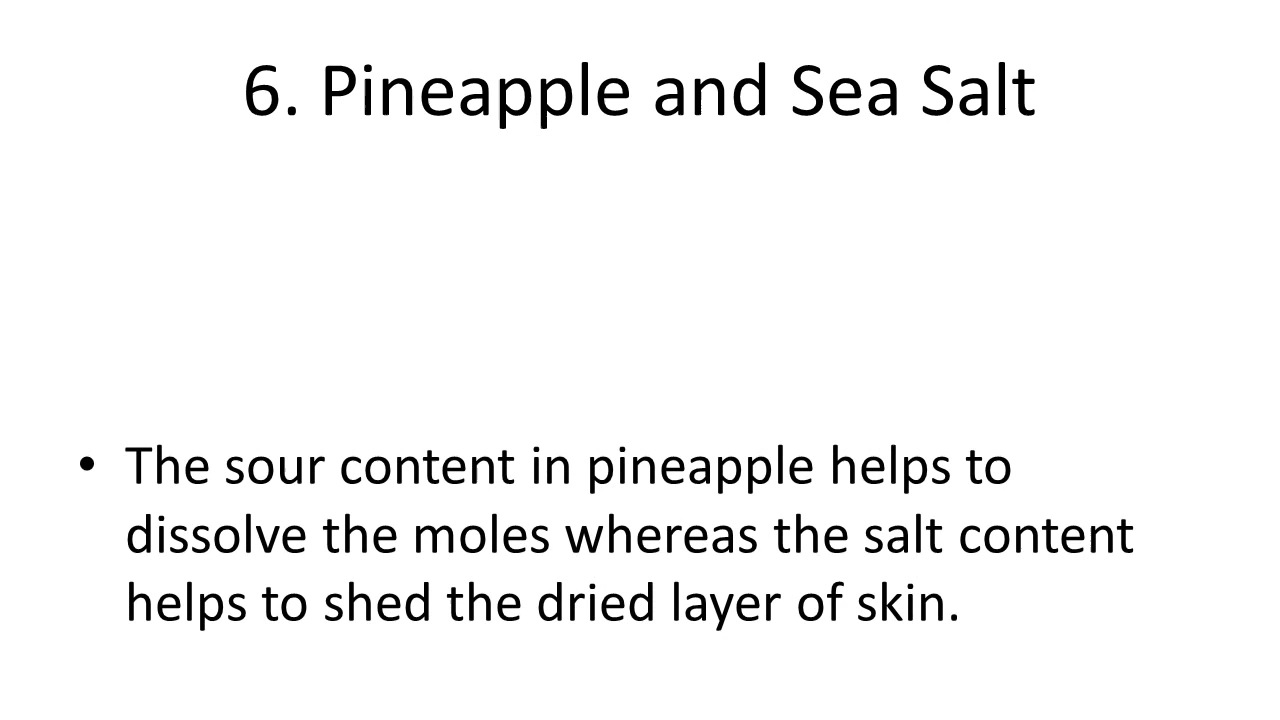 6. Pineapple and Sea Salt
• The sour content in pineapple helps to
dissolve the moles whereas the salt content
helps to shed the dried layer of skin.